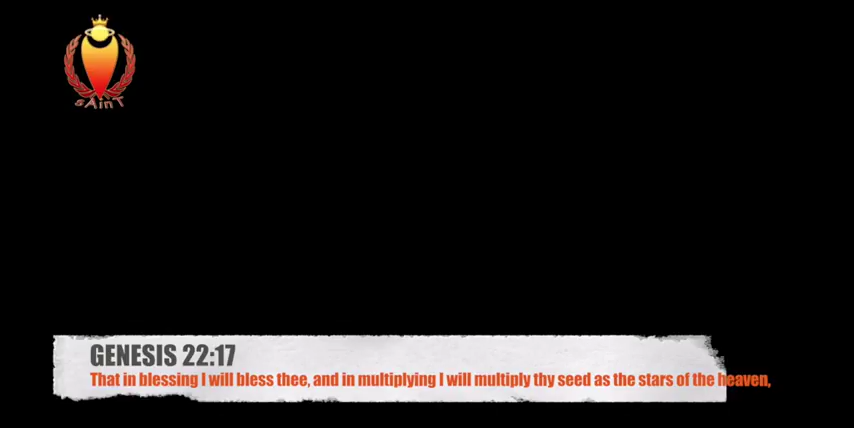 sAinT
GENESIS 22:17
That in blessing I will bless thee, and in multiplying I will multiply thy seed as the stars of the heaven,